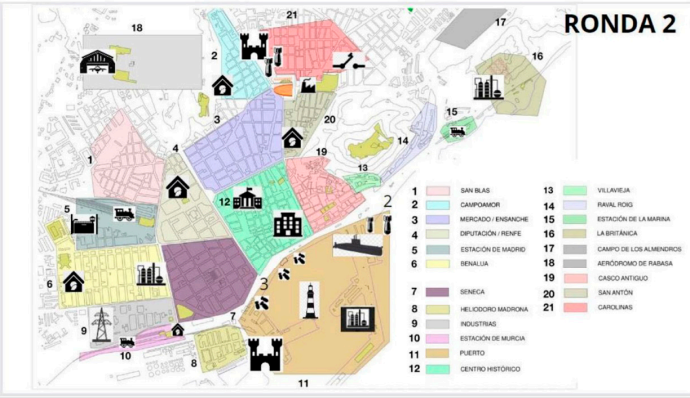 RONDA 2
18
21
17
2
16
3
20
15
4
14
1
19
13
12
5
2
6
3
9
7
10
8
11
1 SAN BLAS
2 CAMPOAMOR
3 MERCADO / ENSANCHE
4 DIPUTACIÓN / RENFE
5 ESTACIÓN DE MADRID
6 BENALUA
7 SENECA
8 HELIODORO MADRONA
9 INDUSTRIAS
10 ESTACIÓN DE MURCIA
11 PUERTO
12 CENTRO HISTÓRICO
13 VILLAVIEJA
14 RAVAL ROIG
15 ESTACIÓN DE LA MARINA
16 LA BRITÁNICA
17 CAMPO DE LOS ALMENDROS
18 AERÓDROMO DE RABASA
19 CASCO ANTIGUO
20 SAN ANTÓN
21 CAROLINAS